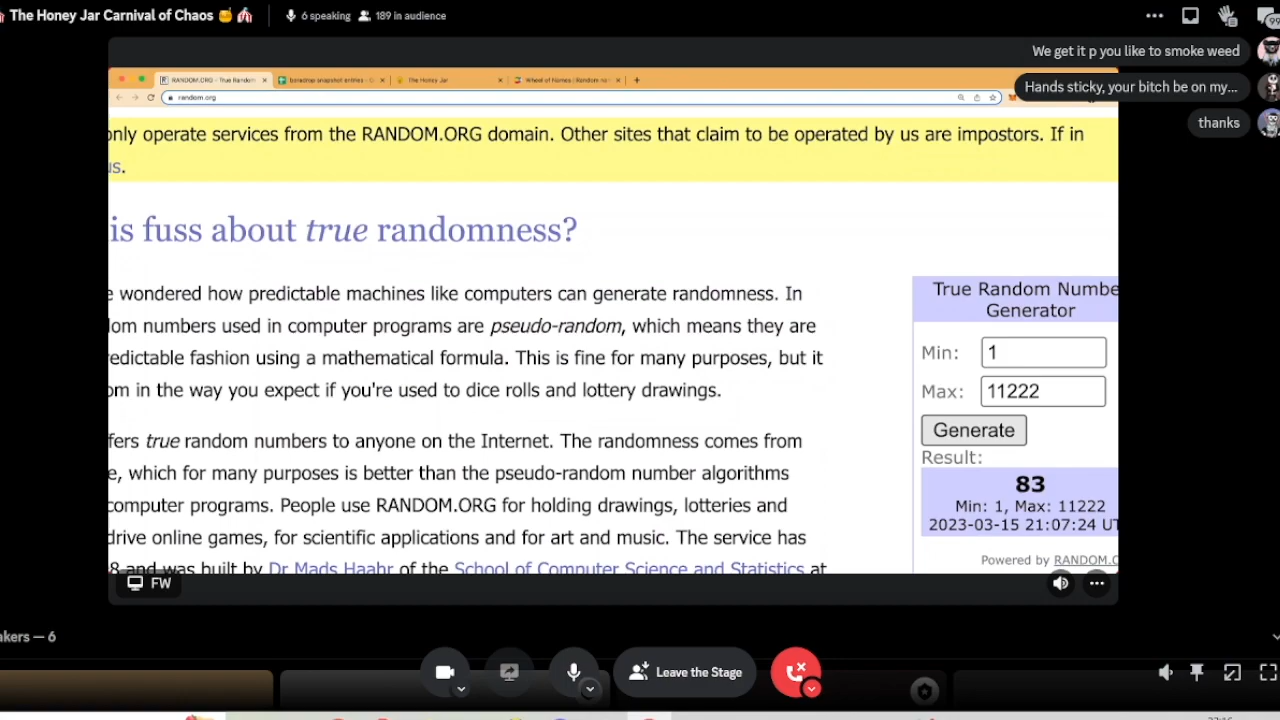 The Honey Jar Carnival of Chaos
6 speaking
189 in audience
We get it p you like to smoke weed
Hands sticky, your bitch be on my...
thanks
RANDOM.ORG - True Random
The Honey Jar
random.org
only operate services from the RANDOM.ORG domain. Other sites that claim to be operated by us are impostors. If in
us.
is fuss about true randomness?
e wondered how predictable machines like computers can generate randomness. In
om numbers used in computer programs are pseudo-random, which means they are
redictable fashion using a mathematical formula. This is fine for many purposes, but it
om in the way you expect if you're used to dice rolls and lottery drawings.
fers true random numbers to anyone on the Internet. The randomness comes from
e, which for many purposes is better than the pseudo-random number algorithms
computer programs. People use RANDOM.ORG for holding drawings, lotteries and
drive online games, for scientific applications and for art and music. The service has
8 and was built by Dr Mads Haahr of the School of Computer Science and Statistics at
True Random Numbe
Generator
Min: 1
Max: 11222
Generate
Result:
83
Min: 1, Max: 11222
2023-03-15 21:07:24 UT
Powered by RANDOM.O
FW
akers — 6
Leave the Stage